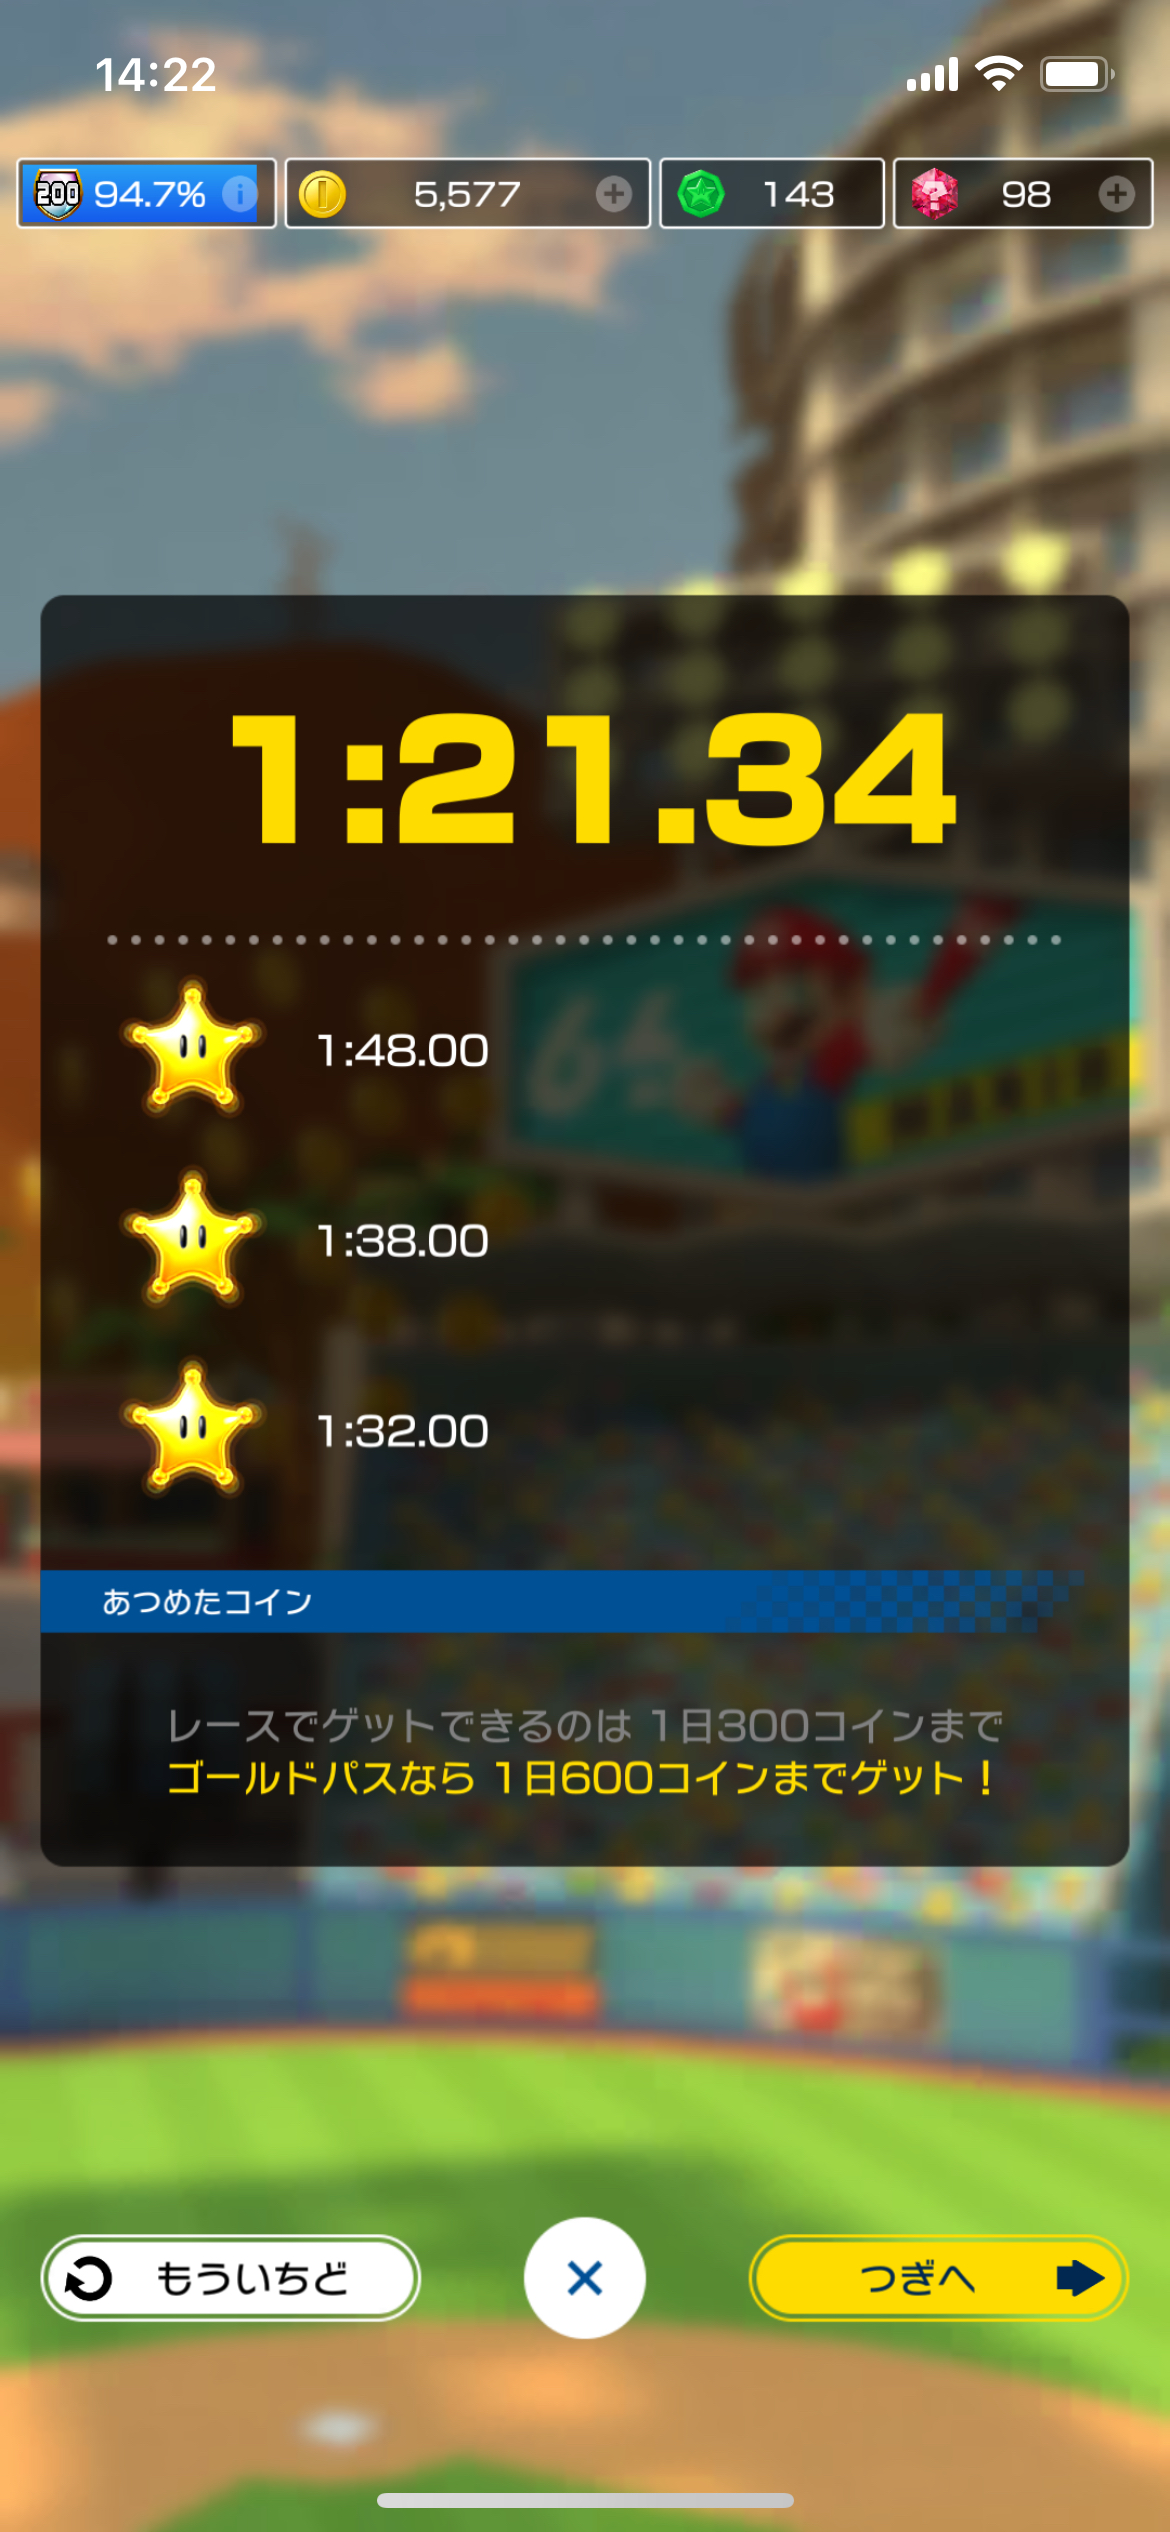 14:22
200 94.7% i 5,577 + 143 98 +
1:21.34
1:48.00
1:38.00
1:32.00
あつめたコイン
レースでゲットできるのは 1日300コインまで
ゴールドパスなら 1日600コインまでゲット！
もういちど × つぎへ